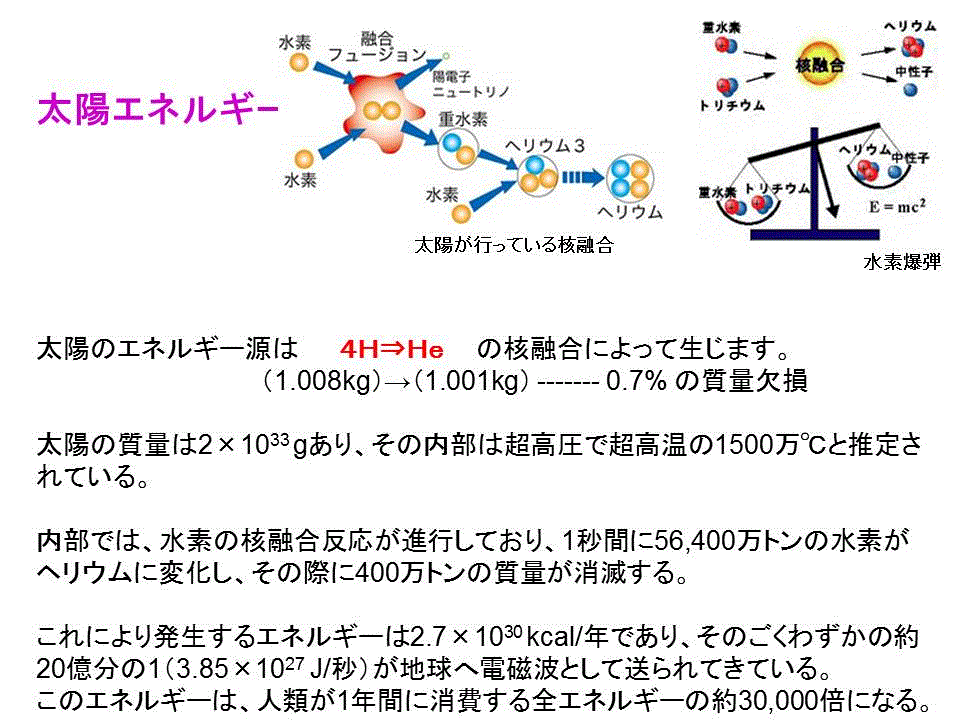 太陽エネルギー
水素
融合
フュージョン
陽電子
ニュートリノ
水素
重水素
水素
ヘリウム3
ヘリウム
太陽が行っている核融合
重水素
トリチウム
核融合
ヘリウム
中性子
重水素
トリチウム
ヘリウム
中性子
E = mc²
水素爆弾
太陽のエネルギー源は 4H⇒He の核融合によって生じます。
(1.008kg)→(1.001kg) ------- 0.7% の質量欠損
太陽の質量は2×10³³gあり、その内部は超高圧で超高温の1500万℃と推定さ
れている。
内部では、水素の核融合反応が進行しており、1秒間に56,400万トンの水素が
ヘリウムに変化し、その際に400万トンの質量が消滅する。
これにより発生するエネルギーは2.7×10³⁰kcal/年であり、そのごくわずかの約
20億分の1(3.85×10²⁷ J/秒)が地球へ電磁波として送られてきている。
このエネルギーは、人類が1年間に消費する全エネルギーの約30,000倍になる。